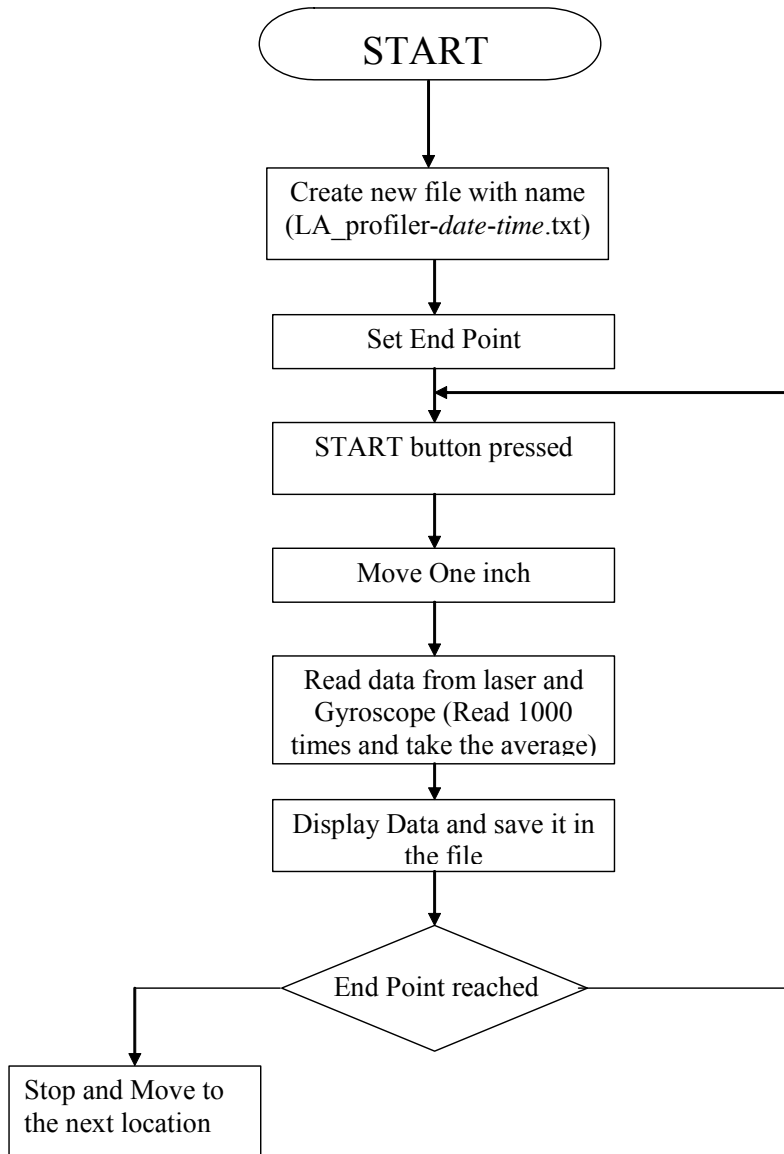 START
Create new file with name
(LA_profiler-date-time.txt)
Set End Point
START button pressed
Move One inch
Read data from laser and
Gyroscope (Read 1000
times and take the average)
Display Data and save it in
the file
End Point reached
Stop and Move to
the next location